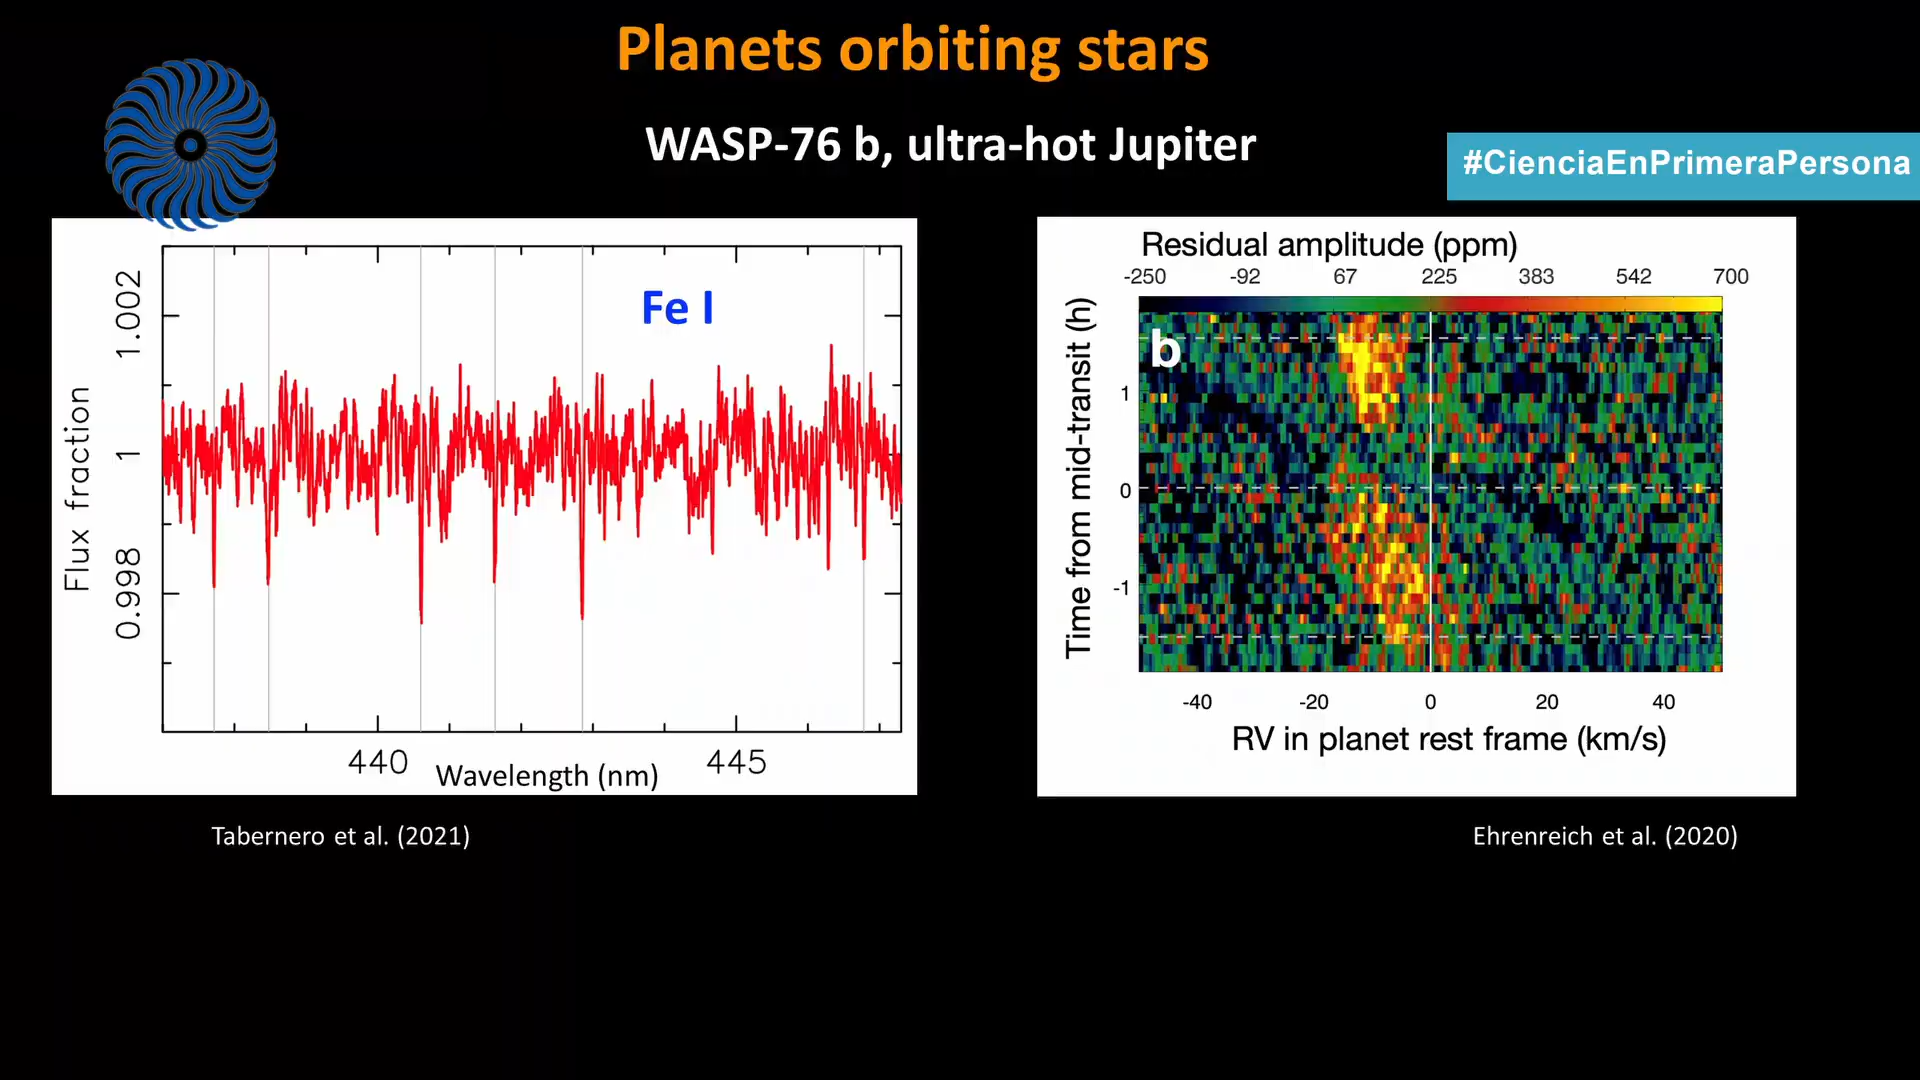 Planets orbiting stars
WASP-76 b, ultra-hot Jupiter
#CienciaEnPrimeraPersona
Fe I
Flux fraction
1.002
1
0.998
440
445
Wavelength (nm)
Tabernero et al. (2021)
Residual amplitude (ppm)
-250 -92 67 225 383 542 700
b
Time from mid-transit (h)
1
0
-1
-40 -20 0 20 40
RV in planet rest frame (km/s)
Ehrenreich et al. (2020)